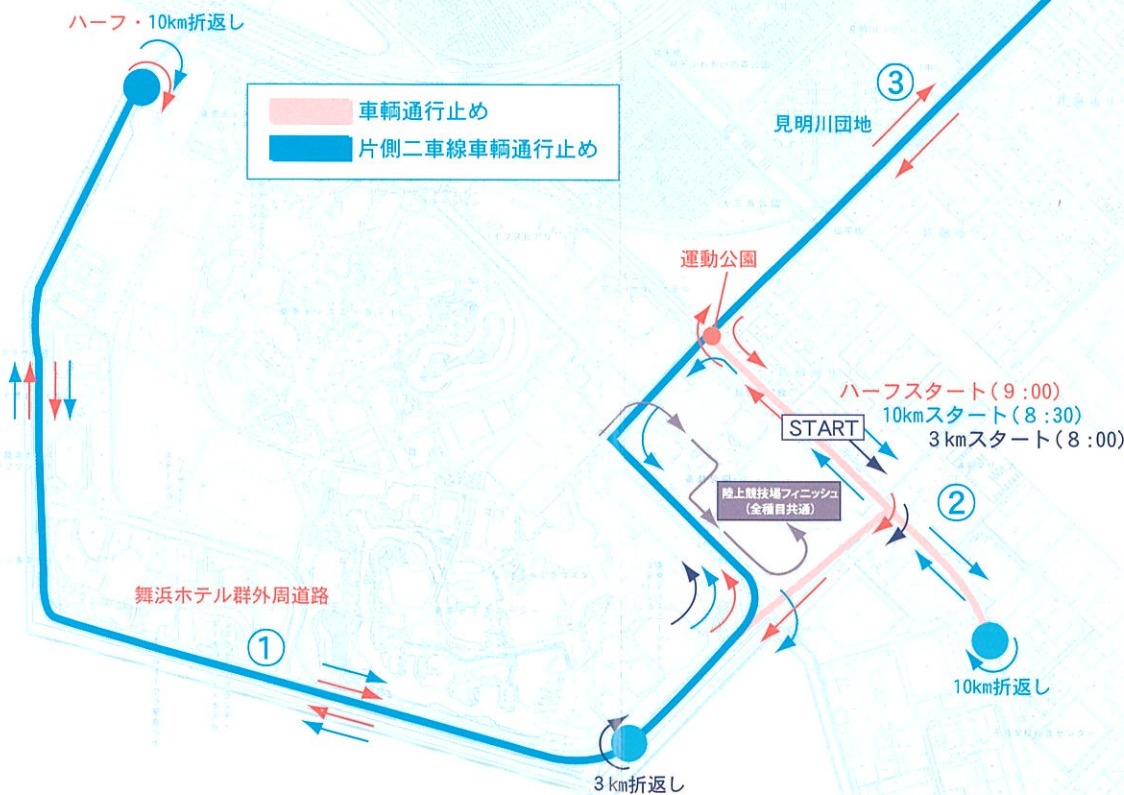 ハーフ・10km折返し
車輌通行止め
片側二車線車輌通行止め
③
見明川団地
運動公園
ハーフスタート(9:00)
10kmスタート(8:30)
3kmスタート(8:00)
START
陸上競技場フィニッシュ
(全種目共通)
②
舞浜ホテル群外周道路
①
10km折返し
3km折返し